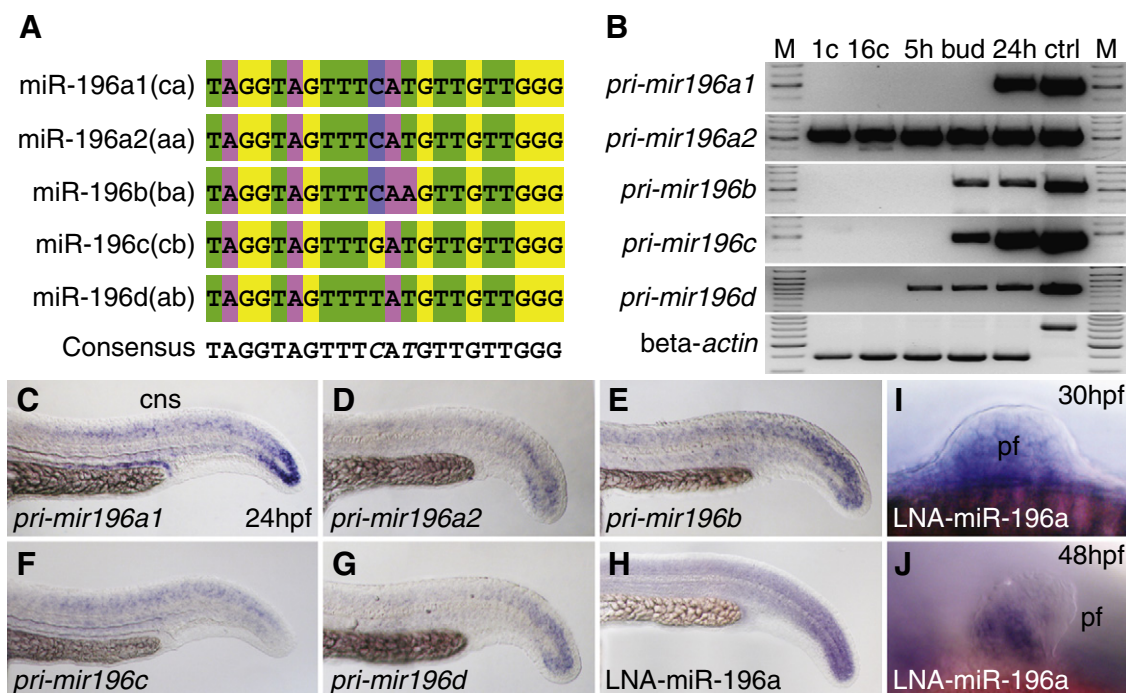 A
miR-196a1(ca) TAGGTAGTTTCATGTTGTTGGG
miR-196a2(aa) TAGGTAGTTTCATGTTGTTGGG
miR-196b(ba) TAGGTAGTTTCAAGTTGTTGGG
miR-196c(cb) TAGGTAGTTTGATGTTGTTGGG
miR-196d(ab) TAGGTAGTTTTATGTTGTTGGG
Consensus TAGGTAGTTTCATGTTGTTGGG
B
M 1c 16c 5h bud 24h ctrl M
pri-mir196a1
pri-mir196a2
pri-mir196b
pri-mir196c
pri-mir196d
beta-actin
C cns
pri-mir196a1 24hpf
D
pri-mir196a2
E
pri-mir196b
I 30hpf
pf
LNA-miR-196a
F
pri-mir196c
G
pri-mir196d
H
LNA-miR-196a
J 48hpf
pf
LNA-miR-196a